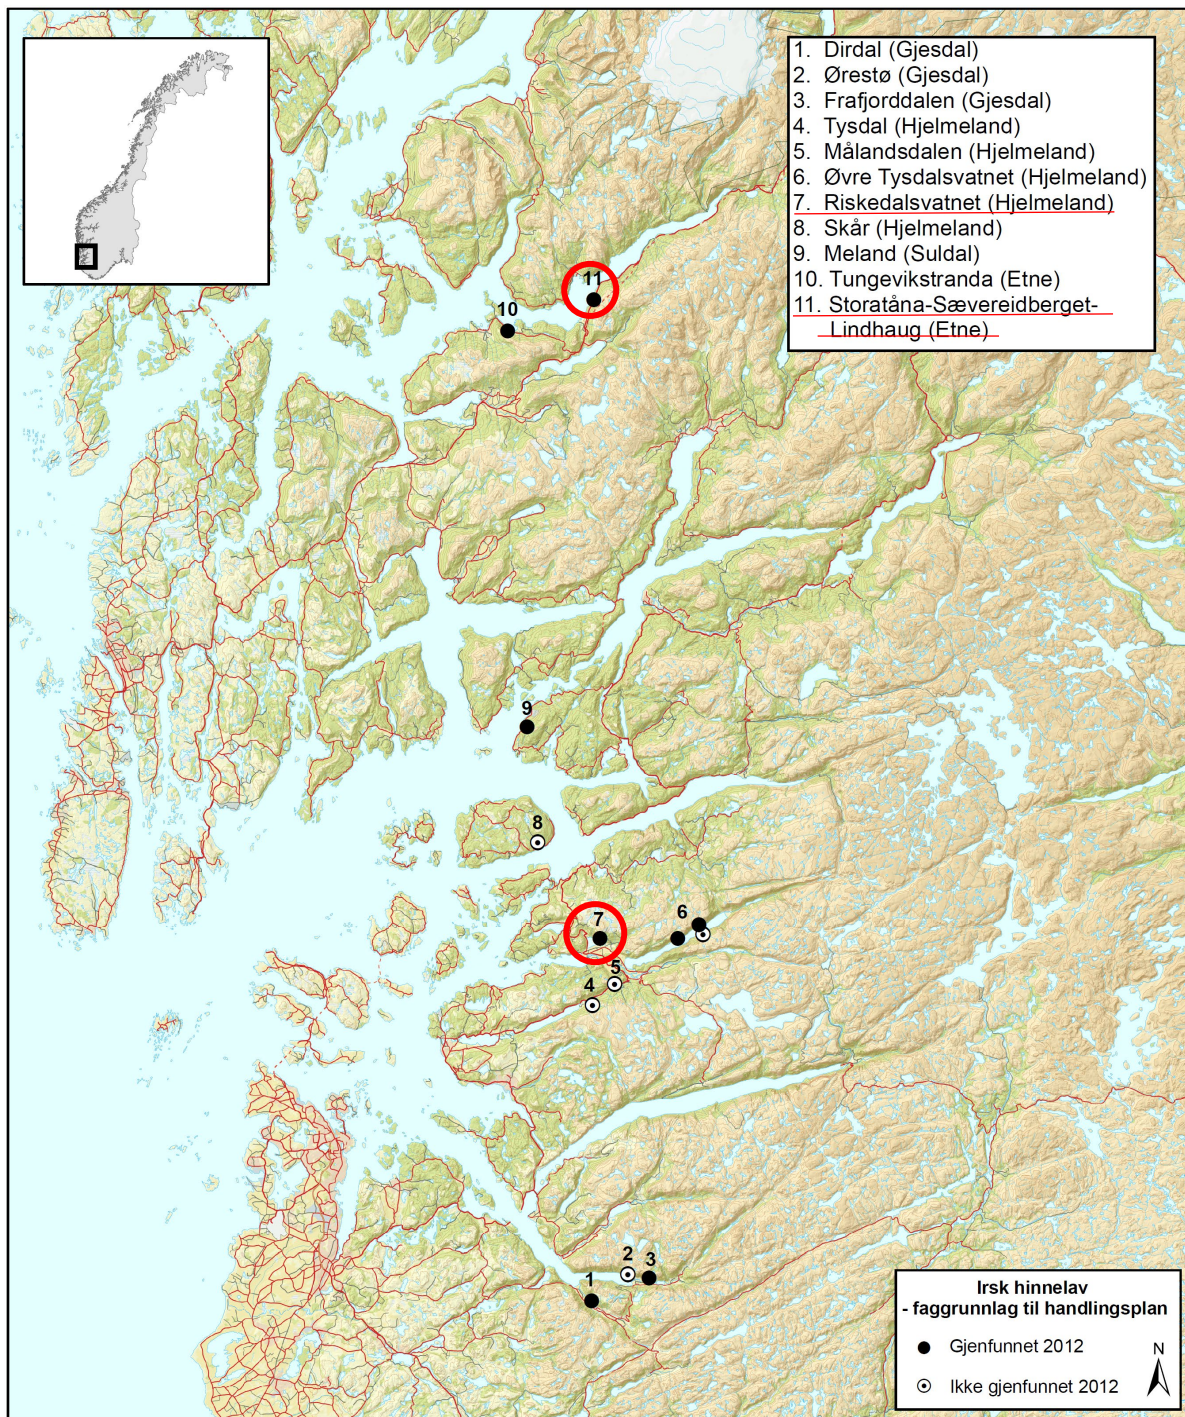 1. Dirdal (Gjesdal)
2. Ørestø (Gjesdal)
3. Frafjorddalen (Gjesdal)
4. Tysdal (Hjelmeland)
5. Målandsdalen (Hjelmeland)
6. Øvre Tysdalsvatnet (Hjelmeland)
7. Riskedalsvatnet (Hjelmeland)
8. Skår (Hjelmeland)
9. Meland (Suldal)
10. Tungevikstranda (Etne)
11. Storatåna-Sævereidberget-
Lindhaug (Etne)
11
10
9
8
7
6
5
4
2
3
1
Irsk hinnelav
- faggrunnlag til handlingsplan
Gjenfunnet 2012
Ikke gjenfunnet 2012
N